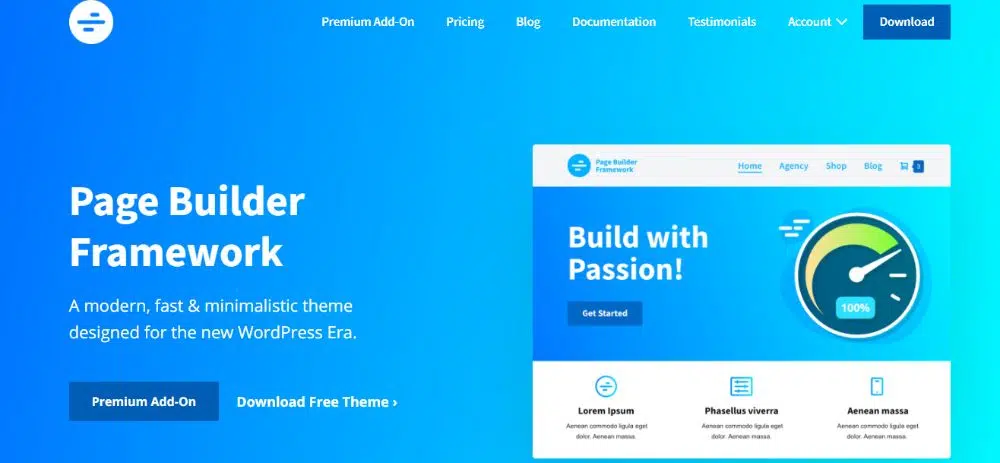 Premium Add-On Pricing Blog Documentation Testimonials Account Download
Page Builder
Framework
A modern, fast & minimalistic theme
designed for the new WordPress Era.
Premium Add-On Download Free Theme ›
Page Builder
Framework
Home Agency Shop Blog 3
Build with
Passion!
Get Started
100%
Lorem Ipsum
Aenean commodo ligula eget
dolor. Aenean massa.
Phasellus viverra
Aenean commodo ligula eget
dolor. Aenean massa.
Aenean massa
Aenean commodo ligula eget
dolor. Aenean massa.